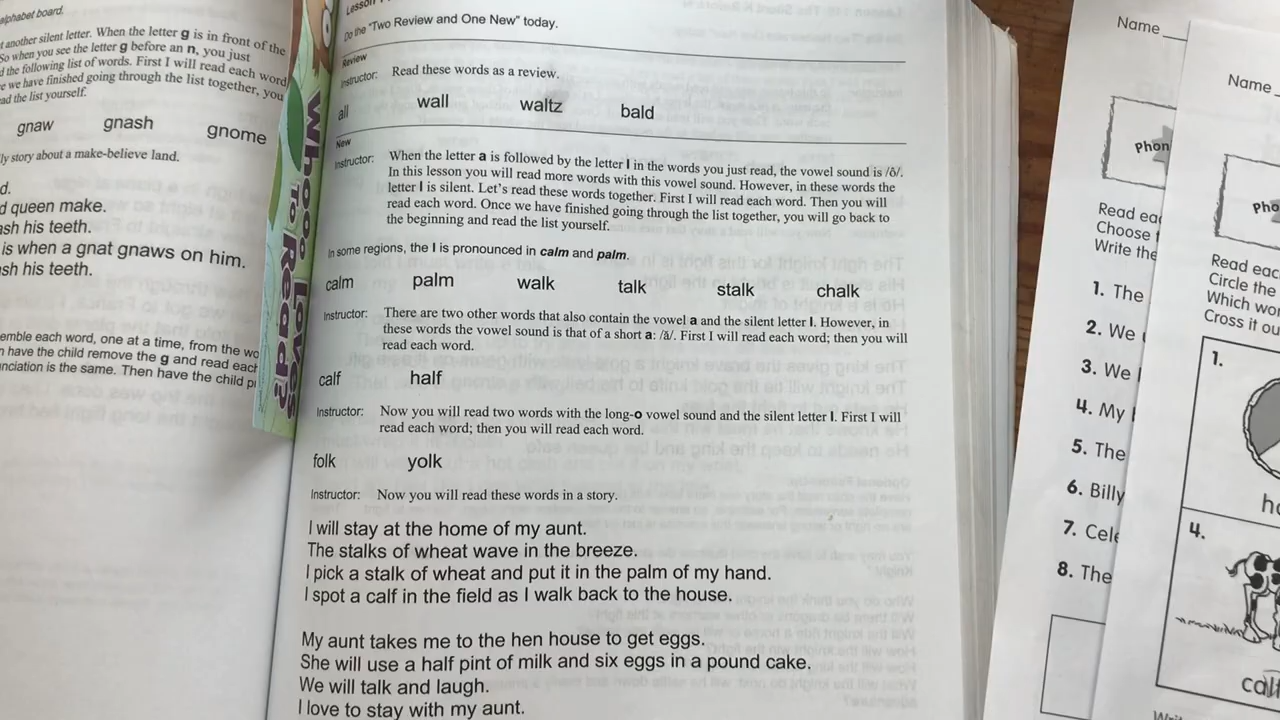 alphabet board.
another silent letter. When the letter g is in front of the
So when you see the letter g before an n, you just
the following list of words. First I will read each word
we have finished going through the list together, you
the list yourself.
gnaw gnash gnome
story about a make-believe land.
queen make.
his teeth.
is when a gnat gnaws on him.
his teeth.
each word, one at a time, from the
have the child remove the g and read each
is the same. Then have the child
Whooo Loves
To Read?
Lesson
Do the "Two Review and One New" today.
Review
Instructor: Read these words as a review.
all wall waltz bald
New
Instructor: When the letter a is followed by the letter l in the words you just read, the vowel sound is /ŏ/.
In this lesson you will read more words with this vowel sound. However, in these words the
letter l is silent. Let's read these words together. First I will read each word. Then you will
read each word. Once we have finished going through the list together, you will go back to
the beginning and read the list yourself.
In some regions, the l is pronounced in calm and palm.
calm palm walk talk stalk chalk
Instructor: There are two other words that also contain the vowel a and the silent letter l. However, in
these words the vowel sound is that of a short a: /ă/. First I will read each word; then you will
read each word.
calf half
Instructor: Now you will read two words with the long-o vowel sound and the silent letter l. First I will
read each word; then you will read each word.
folk yolk
Instructor: Now you will read these words in a story.
I will stay at the home of my aunt.
The stalks of wheat wave in the breeze.
I pick a stalk of wheat and put it in the palm of my hand.
I spot a calf in the field as I walk back to the house.
My aunt takes me to the hen house to get eggs.
She will use a half pint of milk and six eggs in a pound cake.
We will talk and laugh.
I love to stay with my aunt.
Name
Phon
Read
Choose
Write the
1. The
2. We
3. We
4. My
5. The
6. Billy
7.
8. The
Name
Pho
Read
Circle the
Which
Cross it
1.
4.